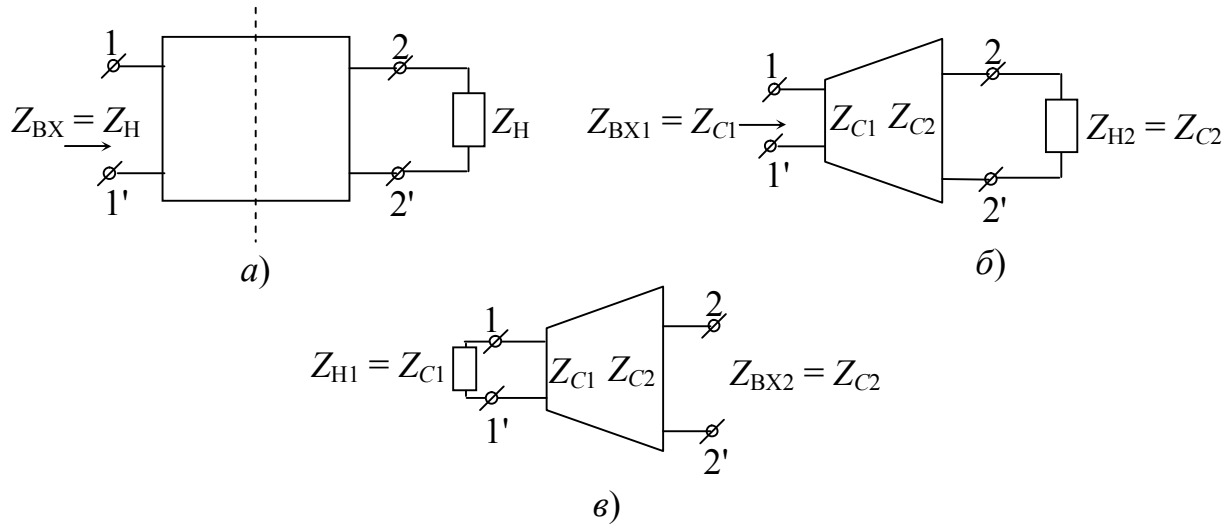 1
2
Z_BX = Z_H
Z_H
1'
2'
а)
1
2
Z_BX1 = Z_C1
Z_C1 Z_C2
Z_H2 = Z_C2
1'
2'
б)
1
2
Z_H1 = Z_C1
Z_C1 Z_C2
Z_BX2 = Z_C2
1'
2'
в)